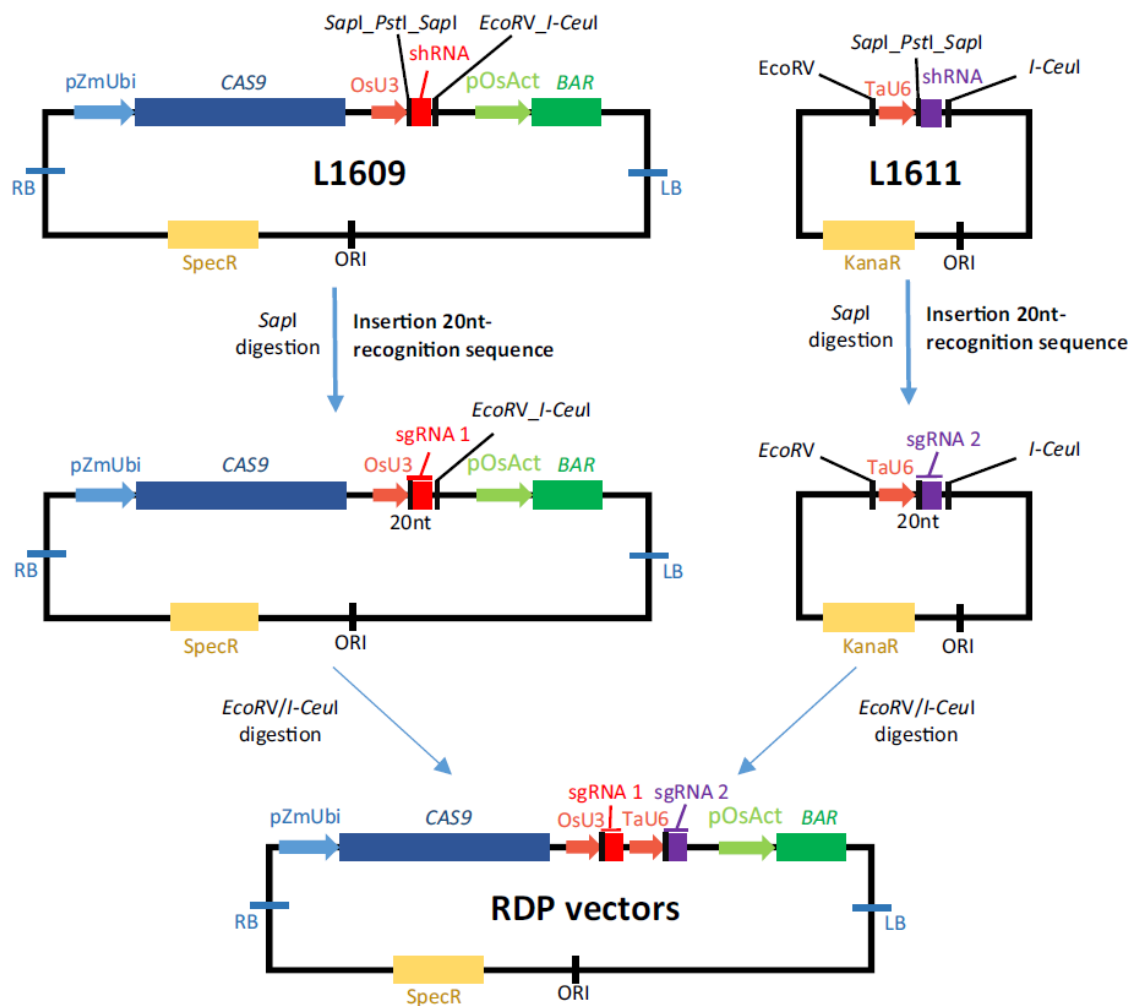 SapI_PstI_SapI
EcoRV_I-CeuI
shRNA
pZmUbi
CAS9
OsU3
pOsAct
BAR
RB
L1609
LB
SpecR
ORI
SapI_PstI_SapI
EcoRV
I-CeuI
TaU6
shRNA
L1611
KanaR
ORI
SapI
digestion
Insertion 20nt-
recognition sequence
SapI
digestion
Insertion 20nt-
recognition sequence
EcoRV_I-CeuI
sgRNA 1
pZmUbi
CAS9
OsU3
pOsAct
BAR
20nt
RB
LB
SpecR
ORI
EcoRV
I-CeuI
sgRNA 2
TaU6
20nt
KanaR
ORI
EcoRV/I-CeuI
digestion
EcoRV/I-CeuI
digestion
sgRNA 1
sgRNA 2
pZmUbi
CAS9
OsU3
TaU6
pOsAct
BAR
RB
RDP vectors
LB
SpecR
ORI